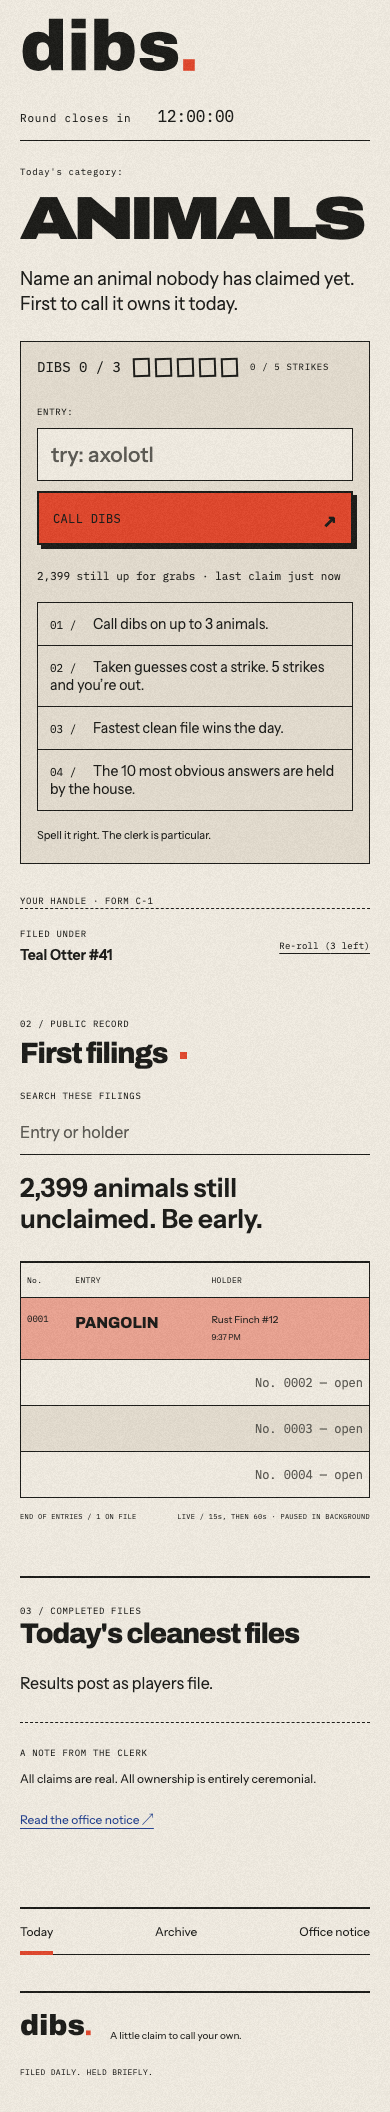 dibs.
Round closes in 12:00:00
Today's category:
ANIMALS
Name an animal nobody has claimed yet.
First to call it owns it today.
DIBS 0 / 3 0 / 5 STRIKES
ENTRY:
try: axolotl
CALL DIBS ↗
2,399 still up for grabs · last claim just now
01 / Call dibs on up to 3 animals.
02 / Taken guesses cost a strike. 5 strikes
and you're out.
03 / Fastest clean file wins the day.
04 / The 10 most obvious answers are held
by the house.
Spell it right. The clerk is particular.
YOUR HANDLE · FORM C-1
FILED UNDER
Teal Otter #41
Re-roll (3 left)
02 / PUBLIC RECORD
First filings
SEARCH THESE FILINGS
Entry or holder
2,399 animals still
unclaimed. Be early.
No. ENTRY HOLDER
0001 PANGOLIN Rust Finch #12
9:37 PM
No. 0002 — open
No. 0003 — open
No. 0004 — open
END OF ENTRIES / 1 ON FILE LIVE / 15s, THEN 60s · PAUSED IN BACKGROUND
03 / COMPLETED FILES
Today's cleanest files
Results post as players file.
A NOTE FROM THE CLERK
All claims are real. All ownership is entirely ceremonial.
Read the office notice ↗
Today Archive Office notice
dibs. A little claim to call your own.
FILED DAILY. HELD BRIEFLY.